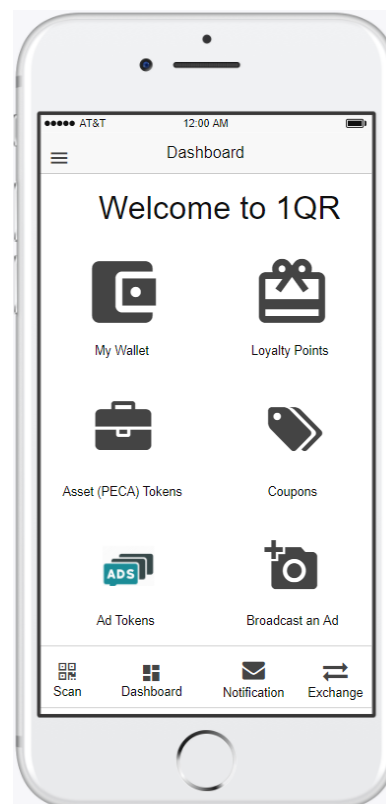 AT&T 12:00 AM
Dashboard
Welcome to 1QR
My Wallet Loyalty Points
Asset (PECA) Tokens Coupons
ADS
Ad Tokens Broadcast an Ad
Scan Dashboard Notification Exchange